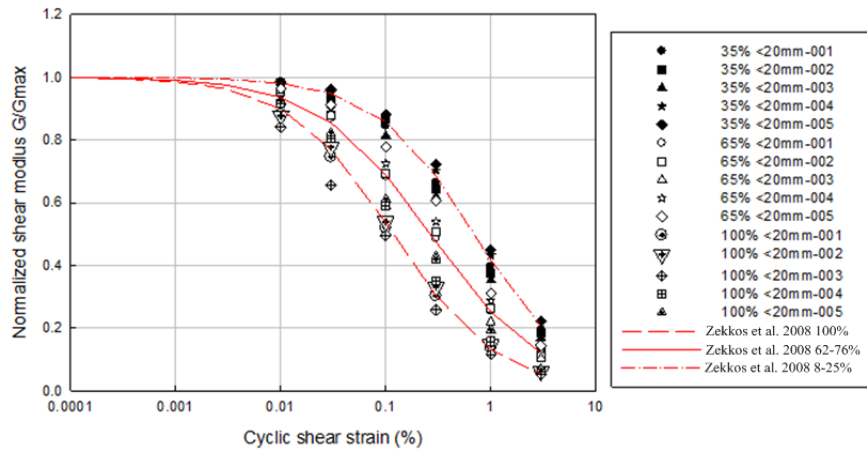 Normalized shear modus G/Gmax
1.0
0.8
0.6
0.4
0.2
0.0
0.0001
0.001
0.01
0.1
1
10
Cyclic shear strain (%)
35% <20mm-001
35% <20mm-002
35% <20mm-003
35% <20mm-004
35% <20mm-005
65% <20mm-001
65% <20mm-002
65% <20mm-003
65% <20mm-004
65% <20mm-005
100% <20mm-001
100% <20mm-002
100% <20mm-003
100% <20mm-004
100% <20mm-005
Zekkos et al. 2008 100%
Zekkos et al. 2008 62-76%
Zekkos et al. 2008 8-25%